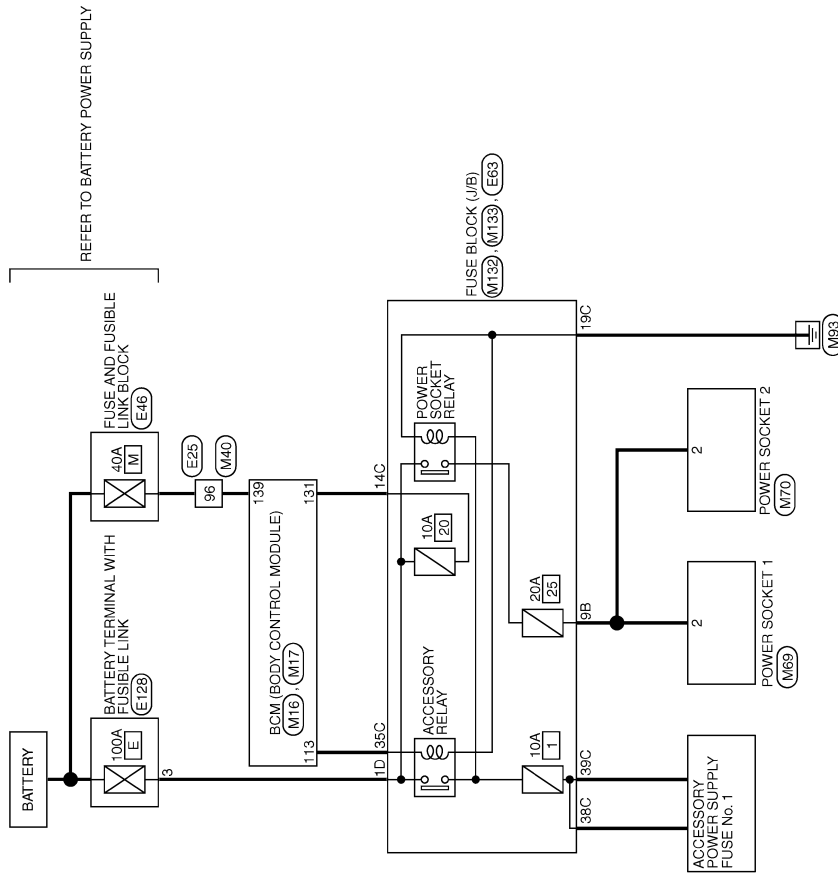 REFER TO BATTERY POWER SUPPLY
BATTERY
BATTERY TERMINAL WITH
FUSIBLE LINK
E128
100A
E
3
FUSE AND FUSIBLE
LINK BLOCK
E46
40A
M
96
E25
M40
BCM (BODY CONTROL MODULE)
M16 , M17
139
131
113
1D
35C
14C
FUSE BLOCK (J/B)
M132 , M133 , E63
ACCESSORY
RELAY
10A
20
POWER
SOCKET
RELAY
10A
1
20A
25
38C
39C
9B
19C
ACCESSORY
POWER SUPPLY
FUSE No. 1
2
POWER SOCKET 1
M69
2
POWER SOCKET 2
M70
M93